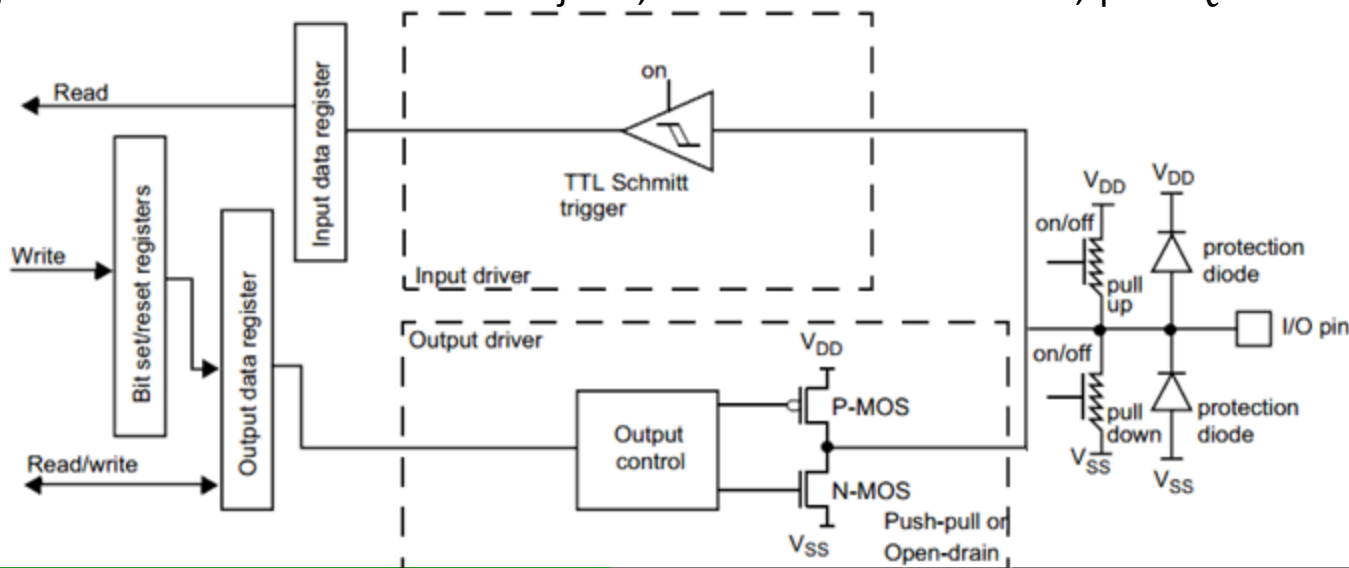 on
Read
Input data register
TTL Schmitt
trigger
Input driver
Write
Bit set/reset registers
Output data register
Read/write
Output driver
VDD
P-MOS
Output
control
N-MOS
VSS
Push-pull or
Open-drain
VDD
VDD
on/off
pull
up
protection
diode
I/O pin
on/off
pull
down
protection
diode
VSS
VSS